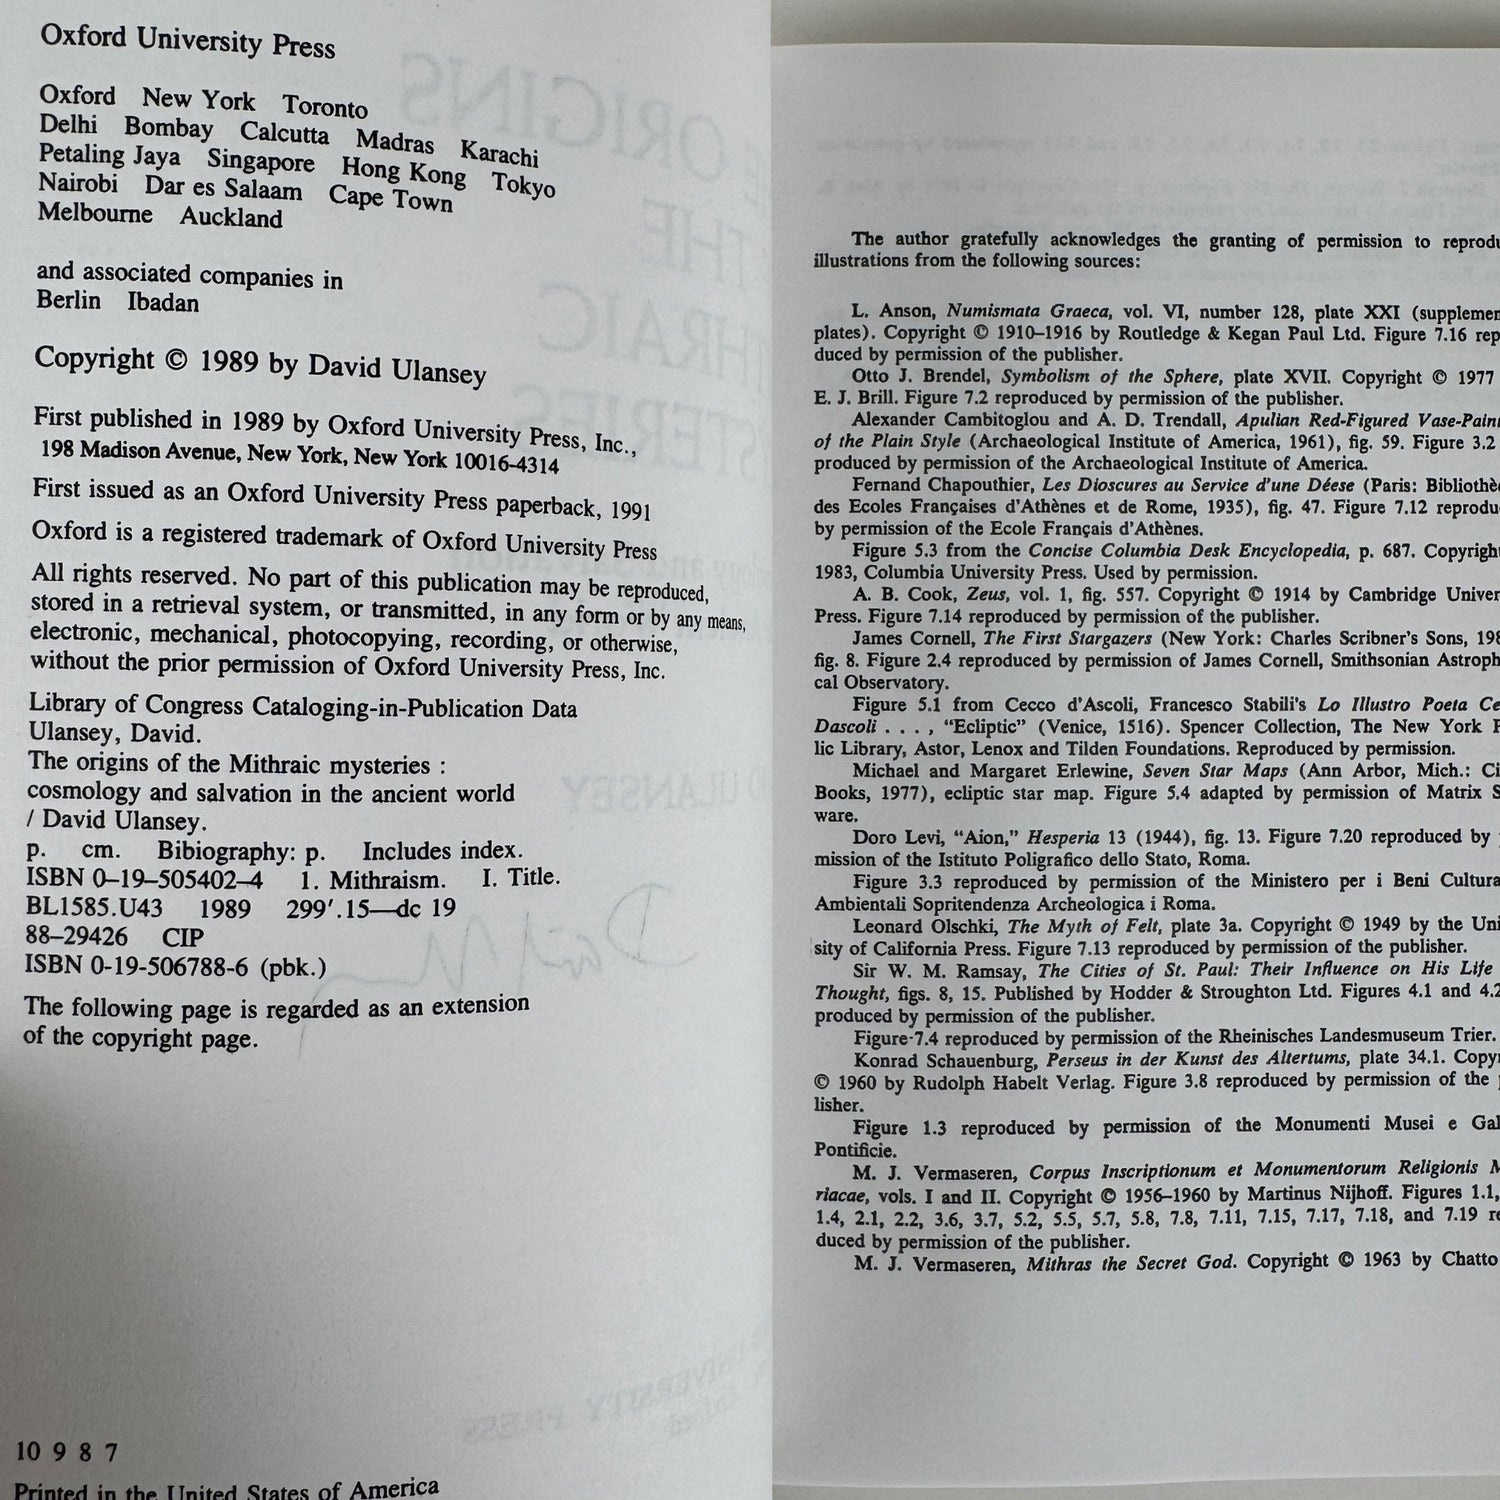 Oxford University Press
Oxford New York Toronto
Delhi Bombay Calcutta Madras Karachi
Petaling Jaya Singapore Hong Kong Tokyo
Nairobi Dar es Salaam Cape Town
Melbourne Auckland
and associated companies in
Berlin Ibadan
Copyright © 1989 by David Ulansey
First published in 1989 by Oxford University Press, Inc.,
198 Madison Avenue, New York, New York 10016-4314
First issued as an Oxford University Press paperback, 1991
Oxford is a registered trademark of Oxford University Press
All rights reserved. No part of this publication may be reproduced,
stored in a retrieval system, or transmitted, in any form or by any means,
electronic, mechanical, photocopying, recording, or otherwise,
without the prior permission of Oxford University Press, Inc.
Library of Congress Cataloging-in-Publication Data
Ulansey, David.
The origins of the Mithraic mysteries :
cosmology and salvation in the ancient world
/ David Ulansey.
p. cm. Bibiography: p. Includes index.
ISBN 0–19–505402–4 1. Mithraism. I. Title.
BL1585.U43 1989 299′.15—dc 19
88–29426 CIP
ISBN 0-19-506788-6 (pbk.)
The following page is regarded as an extension
of the copyright page.
10 9 8 7
Printed in the United States of America
The author gratefully acknowledges the granting of permission to reprodu
illustrations from the following sources:
L. Anson, Numismata Graeca, vol. VI, number 128, plate XXI (supplemen
plates). Copyright © 1910–1916 by Routledge & Kegan Paul Ltd. Figure 7.16 rep
duced by permission of the publisher.
Otto J. Brendel, Symbolism of the Sphere, plate XVII. Copyright © 1977
E. J. Brill. Figure 7.2 reproduced by permission of the publisher.
Alexander Cambitoglou and A. D. Trendall, Apulian Red-Figured Vase-Paint
of the Plain Style (Archaeological Institute of America, 1961), fig. 59. Figure 3.2
produced by permission of the Archaeological Institute of America.
Fernand Chapouthier, Les Dioscures au Service d'une Déese (Paris: Bibliothè
des Ecoles Françaises d'Athènes et de Rome, 1935), fig. 47. Figure 7.12 reprodu
by permission of the Ecole Français d'Athènes.
Figure 5.3 from the Concise Columbia Desk Encyclopedia, p. 687. Copyright
1983, Columbia University Press. Used by permission.
A. B. Cook, Zeus, vol. 1, fig. 557. Copyright © 1914 by Cambridge Univer
Press. Figure 7.14 reproduced by permission of the publisher.
James Cornell, The First Stargazers (New York: Charles Scribner's Sons, 198
fig. 8. Figure 2.4 reproduced by permission of James Cornell, Smithsonian Astroph
cal Observatory.
Figure 5.1 from Cecco d'Ascoli, Francesco Stabili's Lo Illustro Poeta Ce
Dascoli . . . , “Ecliptic” (Venice, 1516). Spencer Collection, The New York P
lic Library, Astor, Lenox and Tilden Foundations. Reproduced by permission.
Michael and Margaret Erlewine, Seven Star Maps (Ann Arbor, Mich.: Ci
Books, 1977), ecliptic star map. Figure 5.4 adapted by permission of Matrix S
ware.
Doro Levi, “Aion,” Hesperia 13 (1944), fig. 13. Figure 7.20 reproduced by
mission of the Istituto Poligrafico dello Stato, Roma.
Figure 3.3 reproduced by permission of the Ministero per i Beni Cultura
Ambientali Sopritendenza Archeologica i Roma.
Leonard Olschki, The Myth of Felt, plate 3a. Copyright © 1949 by the Uni
sity of California Press. Figure 7.13 reproduced by permission of the publisher.
Sir W. M. Ramsay, The Cities of St. Paul: Their Influence on His Life
Thought, figs. 8, 15. Published by Hodder & Stroughton Ltd. Figures 4.1 and 4.2
produced by permission of the publisher.
Figure 7.4 reproduced by permission of the Rheinisches Landesmuseum Trier.
Konrad Schauenburg, Perseus in der Kunst des Altertums, plate 34.1. Copyr
© 1960 by Rudolph Habelt Verlag. Figure 3.8 reproduced by permission of the
lisher.
Figure 1.3 reproduced by permission of the Monumenti Musei e Gal
Pontificie.
M. J. Vermaseren, Corpus Inscriptionum et Monumentorum Religionis M
riacae, vols. I and II. Copyright © 1956–1960 by Martinus Nijhoff. Figures 1.1,
1.4, 2.1, 2.2, 3.6, 3.7, 5.2, 5.5, 5.7, 5.8, 7.8, 7.11, 7.15, 7.17, 7.18, and 7.19 re
duced by permission of the publisher.
M. J. Vermaseren, Mithras the Secret God. Copyright © 1963 by Chatto